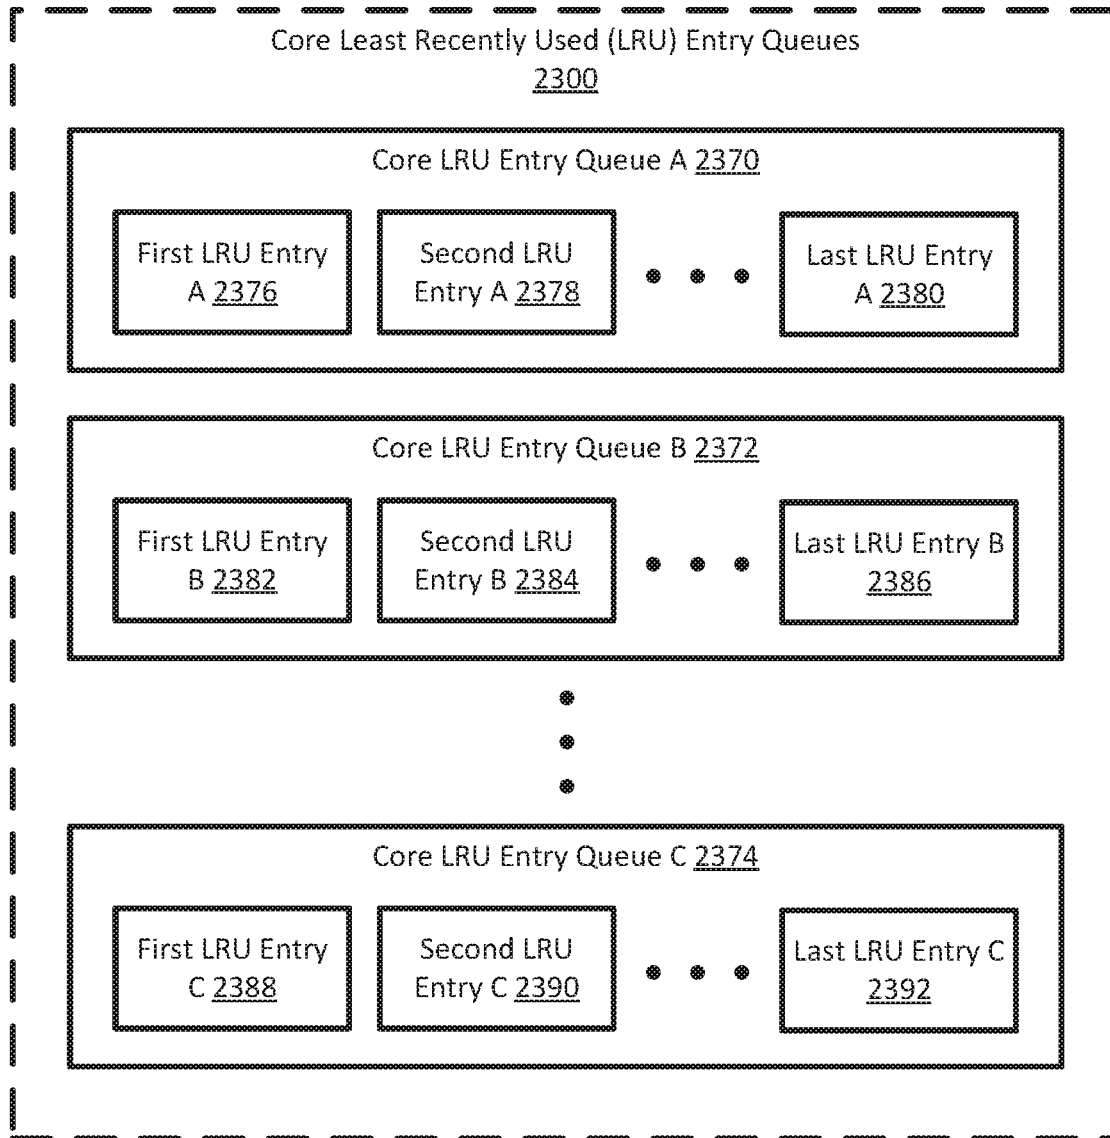 Core Least Recently Used (LRU) Entry Queues
2300
Core LRU Entry Queue A 2370
First LRU Entry
A 2376
Second LRU
Entry A 2378
Last LRU Entry
A 2380
Core LRU Entry Queue B 2372
First LRU Entry
B 2382
Second LRU
Entry B 2384
Last LRU Entry B
2386
Core LRU Entry Queue C 2374
First LRU Entry
C 2388
Second LRU
Entry C 2390
Last LRU Entry C
2392